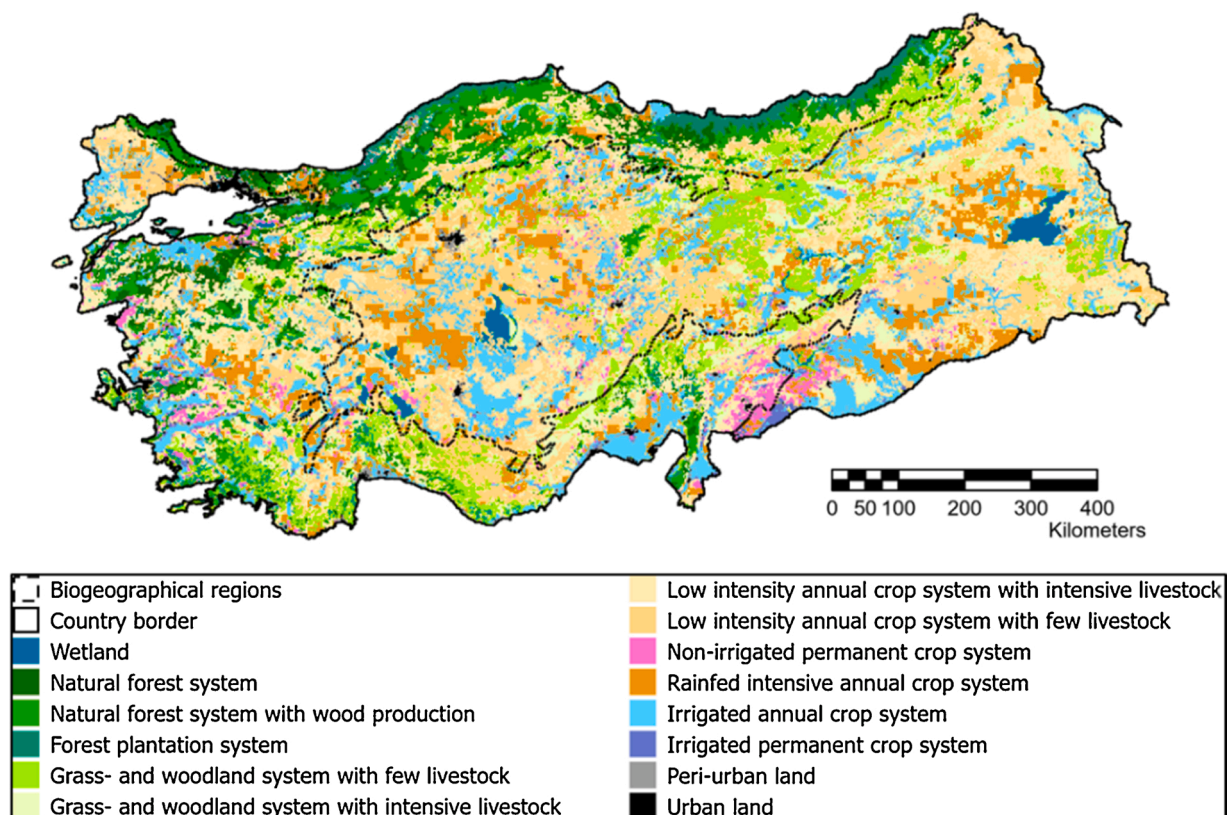 0 50 100 200 300 400
Kilometers
Biogeographical regions
Country border
Wetland
Natural forest system
Natural forest system with wood production
Forest plantation system
Grass- and woodland system with few livestock
Grass- and woodland system with intensive livestock
Low intensity annual crop system with intensive livestock
Low intensity annual crop system with few livestock
Non-irrigated permanent crop system
Rainfed intensive annual crop system
Irrigated annual crop system
Irrigated permanent crop system
Peri-urban land
Urban land